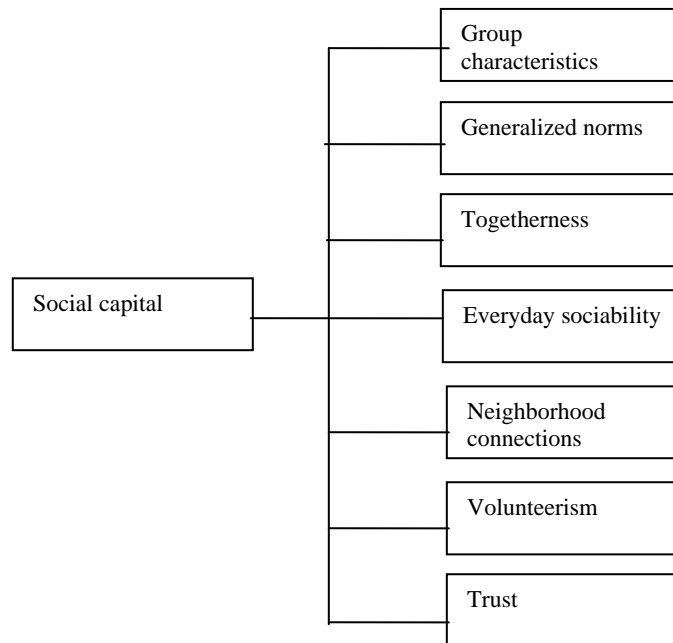 Group
characteristics
Generalized norms
Togetherness
Social capital
Everyday sociability
Neighborhood
connections
Volunteerism
Trust